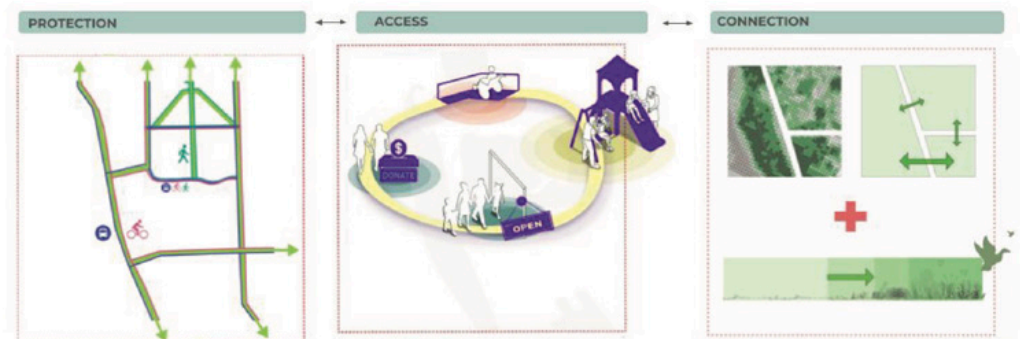 PROTECTION
ACCESS
CONNECTION
$
DONATE
OPEN